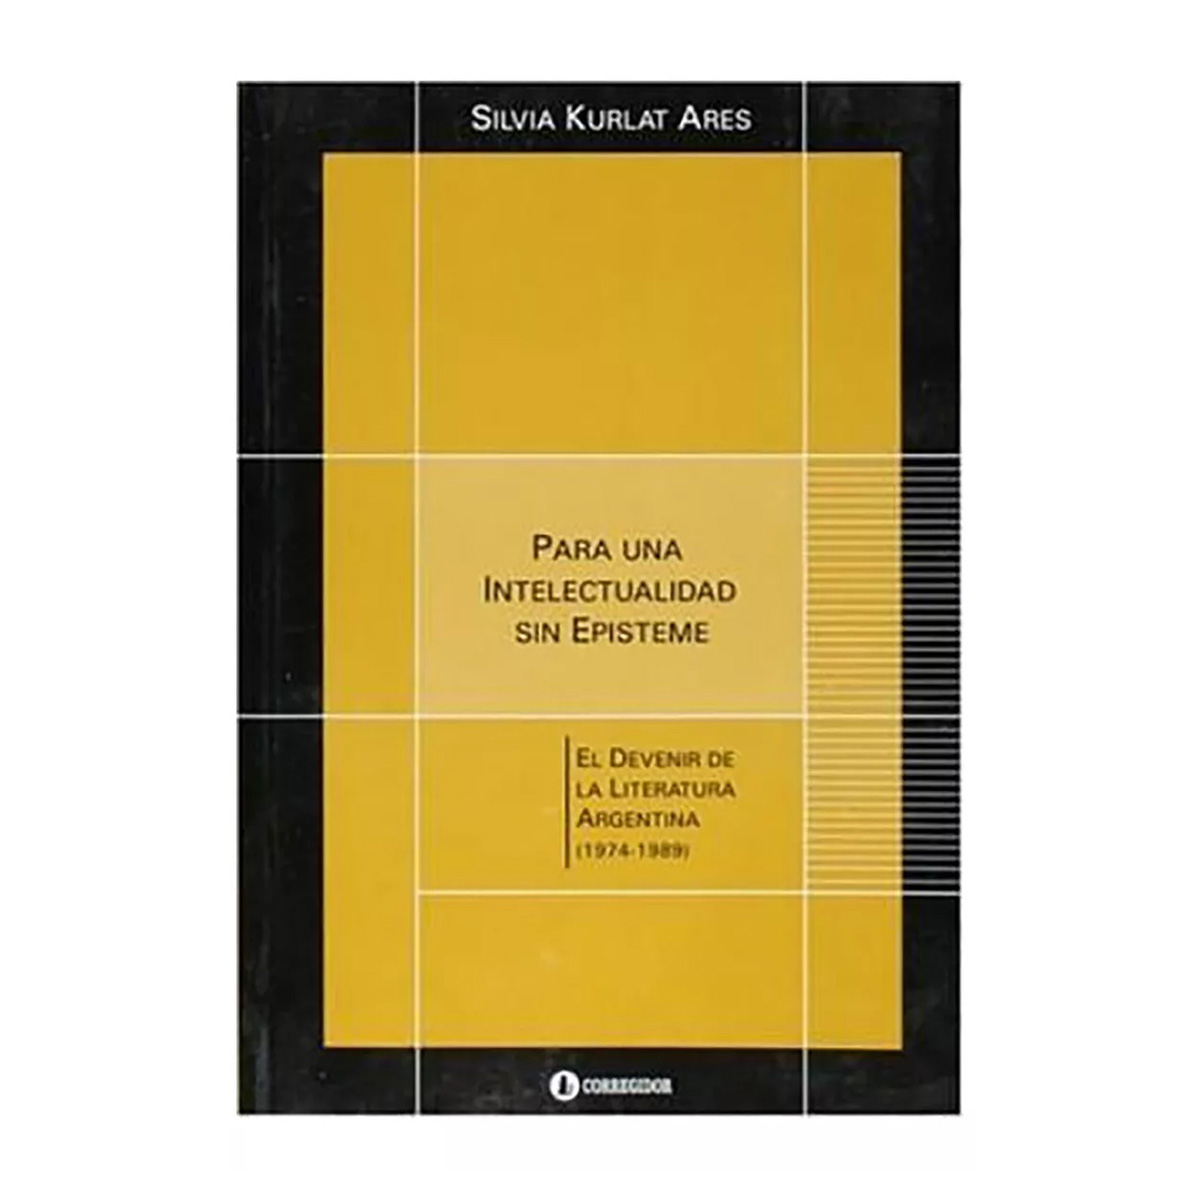 SILVIA KURLAT ARES
PARA UNA
INTELECTUALIDAD
SIN EPISTEME
EL DEVENIR DE
LA LITERATURA
ARGENTINA
(1974-1989)
CORREGIDOR